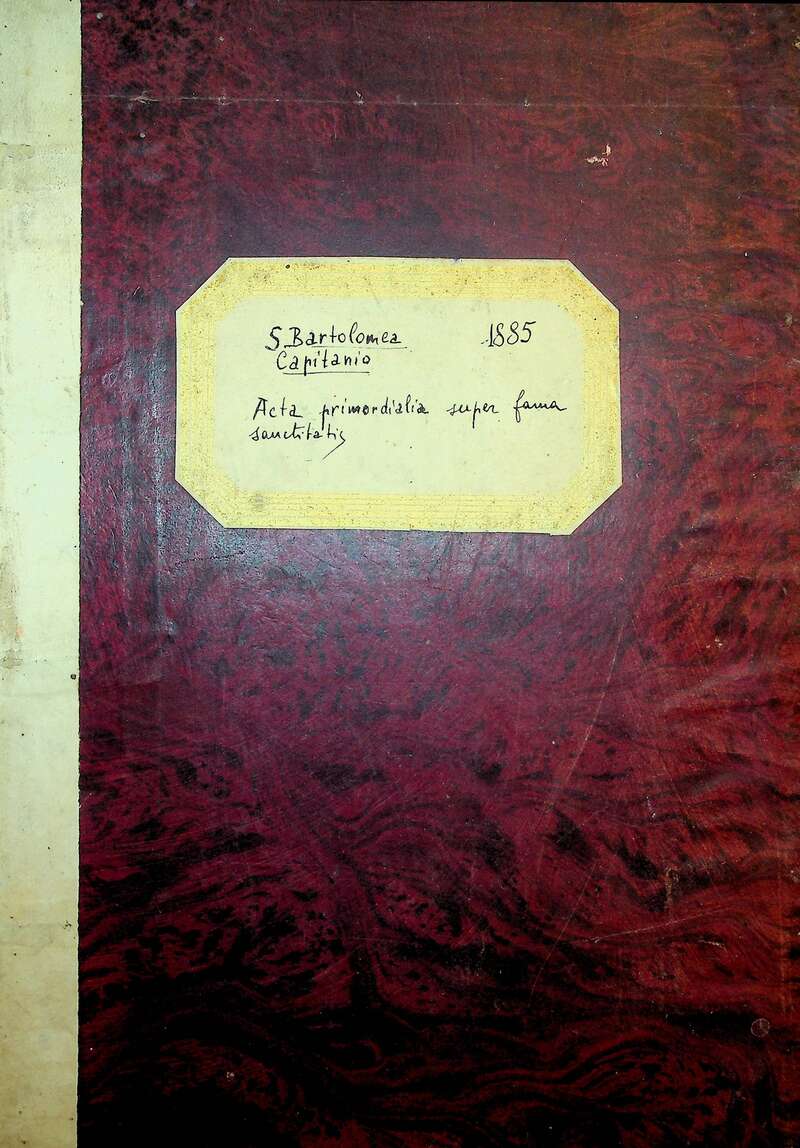 S. Bartolomea 1885
Capitanio
Acta primordialia super fama
sanctitatis